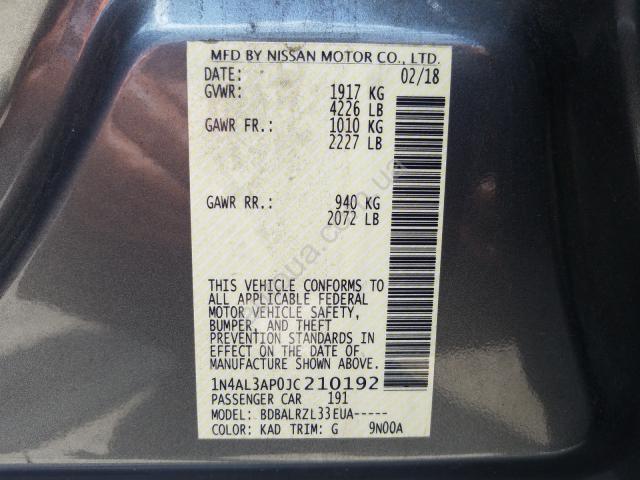 MFD BY NISSAN MOTOR CO., LTD.
DATE: 02/18
GVWR: 1917 KG
4226 LB
GAWR FR.: 1010 KG
2227 LB
GAWR RR.: 940 KG
2072 LB
THIS VEHICLE CONFORMS TO
ALL APPLICABLE FEDERAL
MOTOR VEHICLE SAFETY,
BUMPER, AND THEFT
PREVENTION STANDARDS IN
EFFECT ON THE DATE OF
MANUFACTURE SHOWN ABOVE.
1N4AL3AP0JC210192
PASSENGER CAR 191
MODEL: BDBALRZL33EUA-----
COLOR: KAD TRIM: G 9N00A